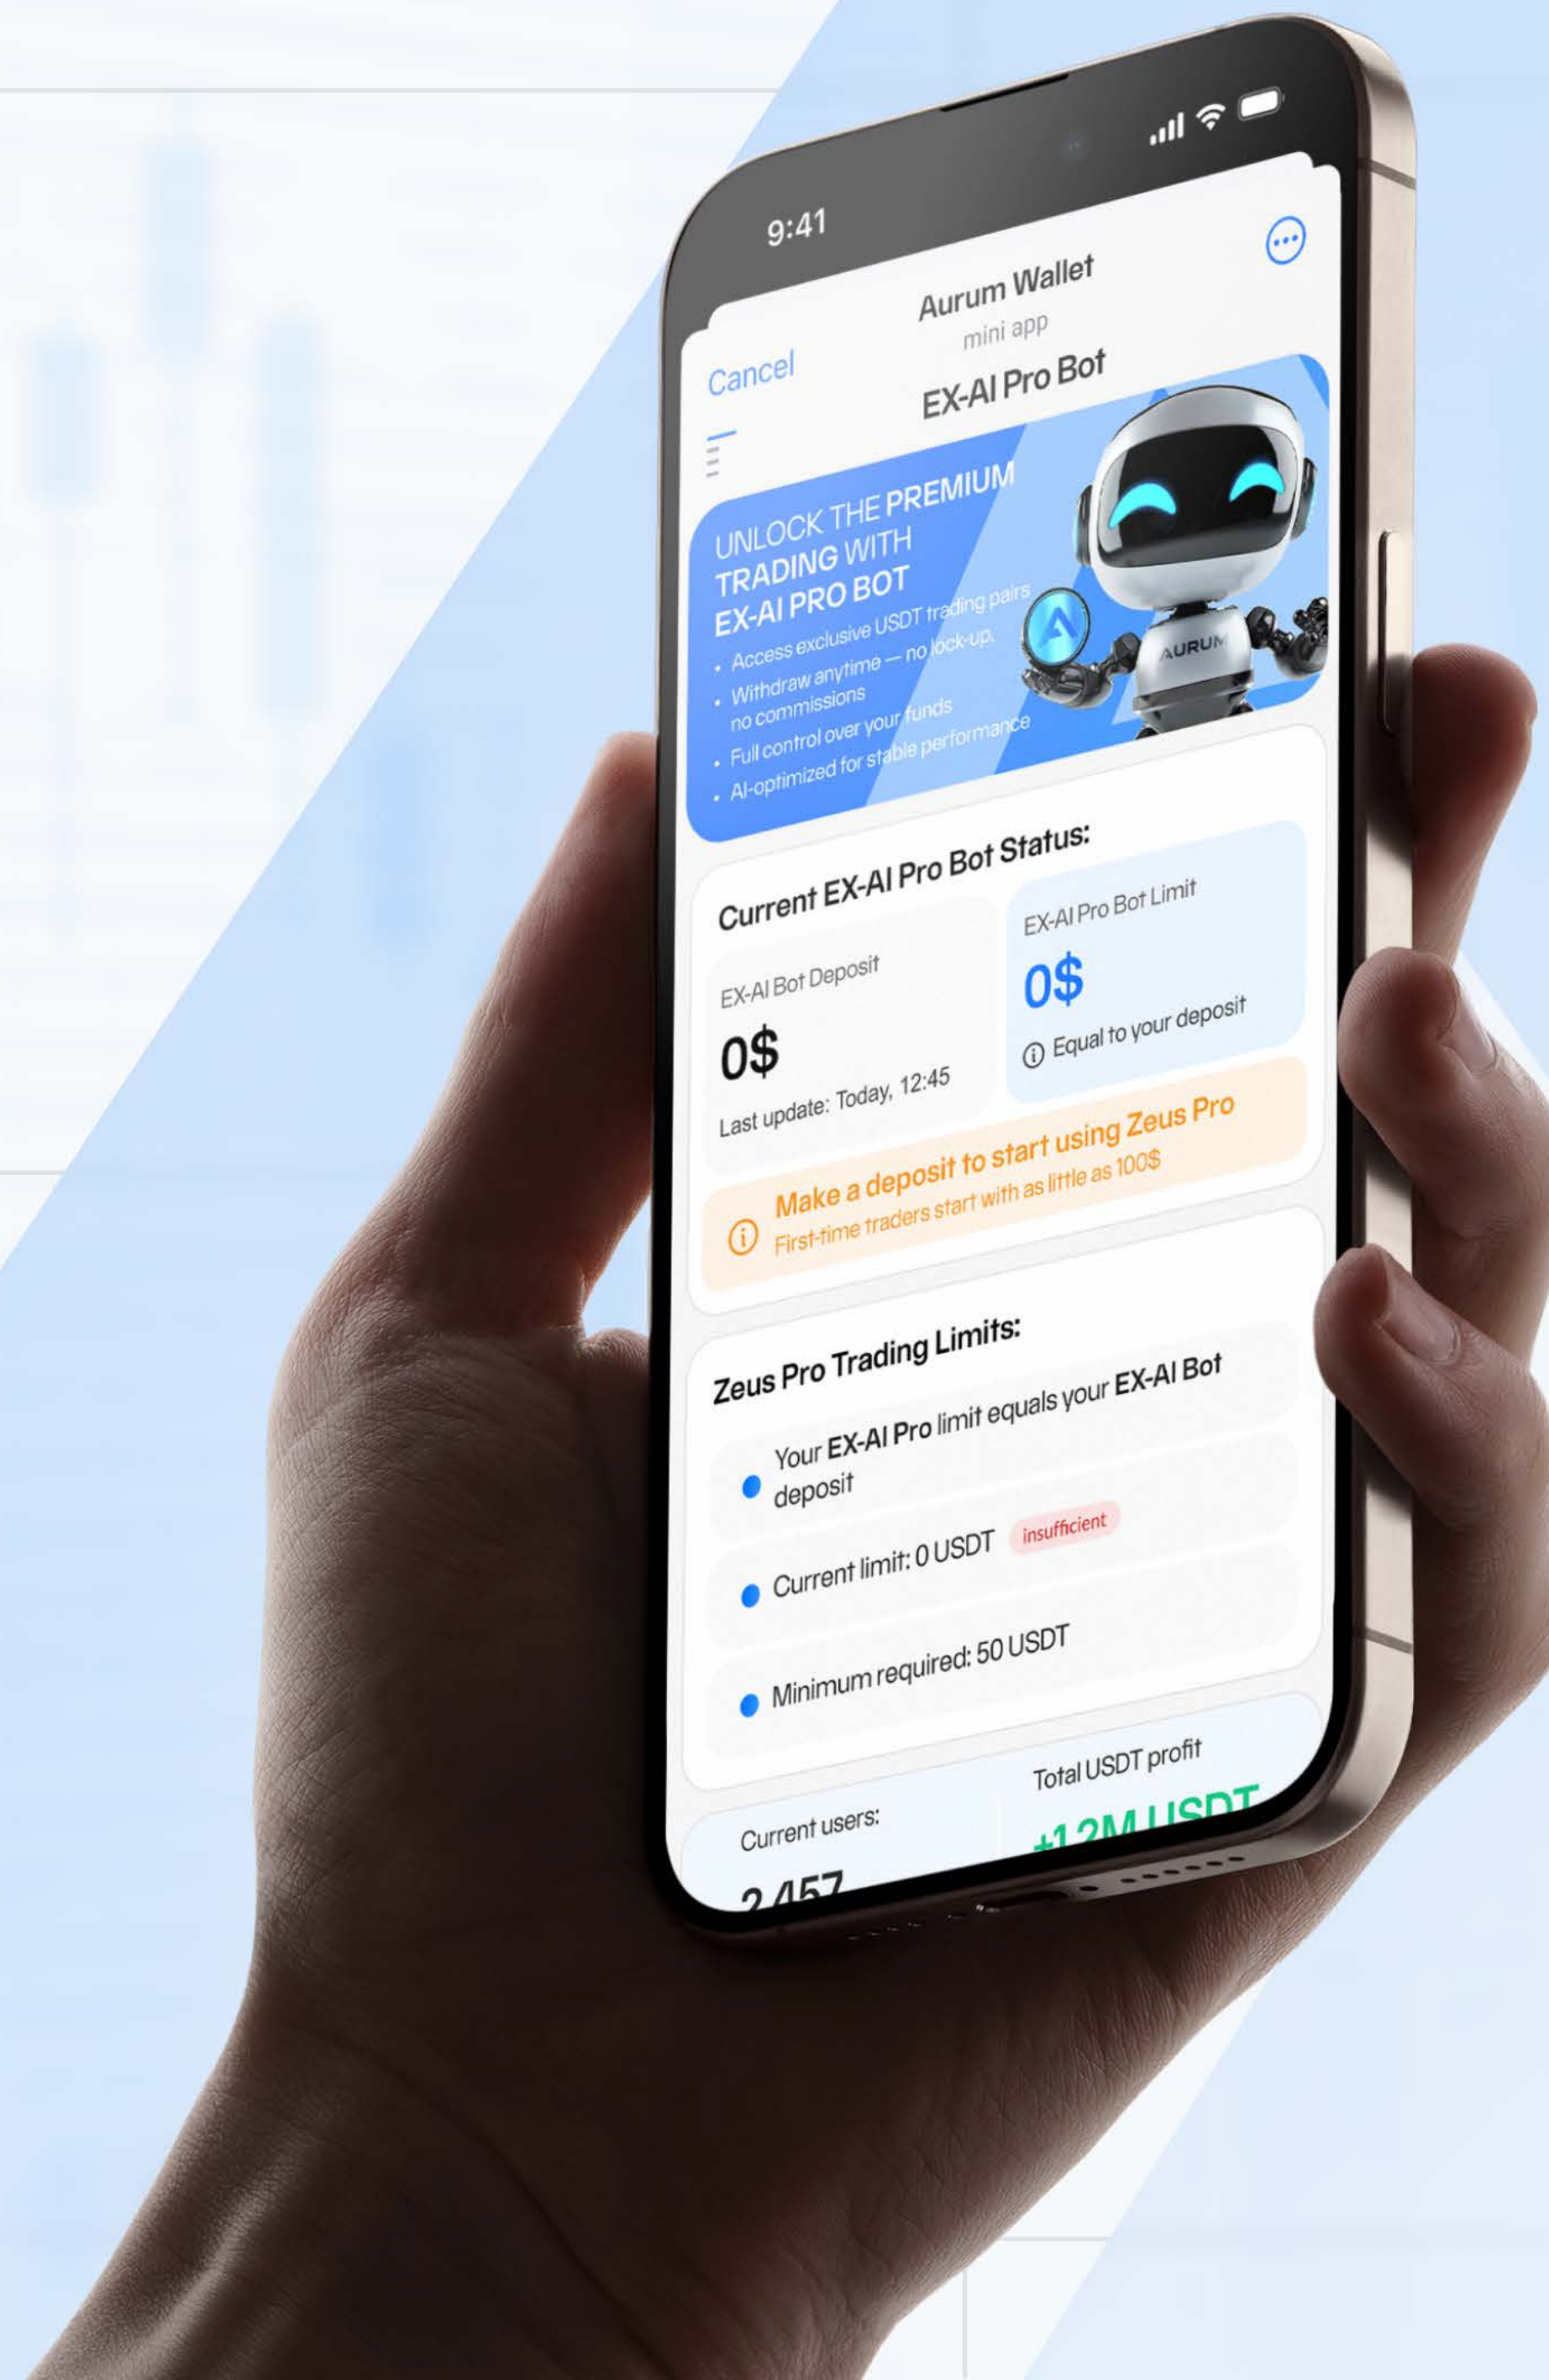 9:41
Aurum Wallet
mini app
Cancel
EX-AI Pro Bot
UNLOCK THE PREMIUM
TRADING WITH
EX-AI PRO BOT
• Access exclusive USDT trading pairs
• Withdraw anytime — no lock-up,
no commissions
• Full control over your funds
• AI-optimized for stable performance
AURUM
Current EX-AI Pro Bot Status:
EX-AI Bot Deposit
0$
Last update: Today, 12:45
EX-AI Pro Bot Limit
0$
Equal to your deposit
Make a deposit to start using Zeus Pro
First-time traders start with as little as 100$
Zeus Pro Trading Limits:
Your EX-AI Pro limit equals your EX-AI Bot
deposit
Current limit: 0 USDT insufficient
Minimum required: 50 USDT
Current users:
2,457
Total USDT profit
+1.2M USDT